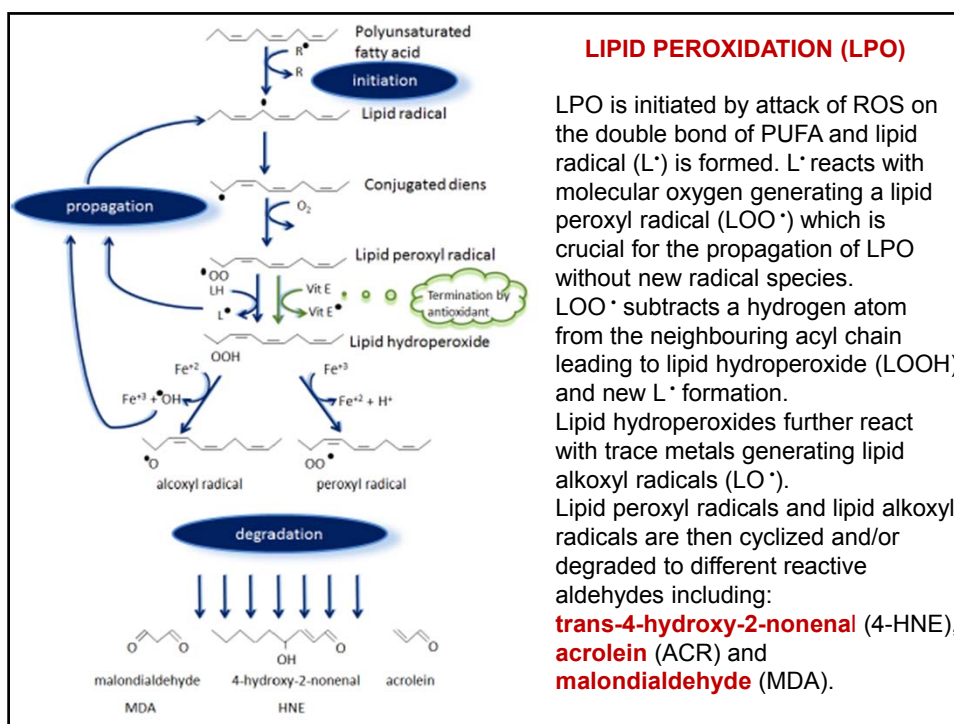 Polyunsaturated
fatty acid
R•
R
initiation
•
Lipid radical
propagation
Conjugated diens
•
O₂
Lipid peroxyl radical
•OO
LH
L•
Vit E
Vit E•
Termination by
antioxidant
Lipid hydroperoxide
OOH
Fe⁺²
Fe⁺³
Fe⁺³ + •OH
Fe⁺² + H⁺
•O
OO•
alcoxyl radical
peroxyl radical
degradation
O O
OH
O
O
malondialdehyde
4-hydroxy-2-nonenal
acrolein
MDA
HNE
LIPID PEROXIDATION (LPO)
LPO is initiated by attack of ROS on
the double bond of PUFA and lipid
radical (L•) is formed. L• reacts with
molecular oxygen generating a lipid
peroxyl radical (LOO•) which is
crucial for the propagation of LPO
without new radical species.
LOO• subtracts a hydrogen atom
from the neighbouring acyl chain
leading to lipid hydroperoxide (LOOH)
and new L• formation.
Lipid hydroperoxides further react
with trace metals generating lipid
alkoxyl radicals (LO•).
Lipid peroxyl radicals and lipid alkoxyl
radicals are then cyclized and/or
degraded to different reactive
aldehydes including:
trans-4-hydroxy-2-nonenal (4-HNE),
acrolein (ACR) and
malondialdehyde (MDA).